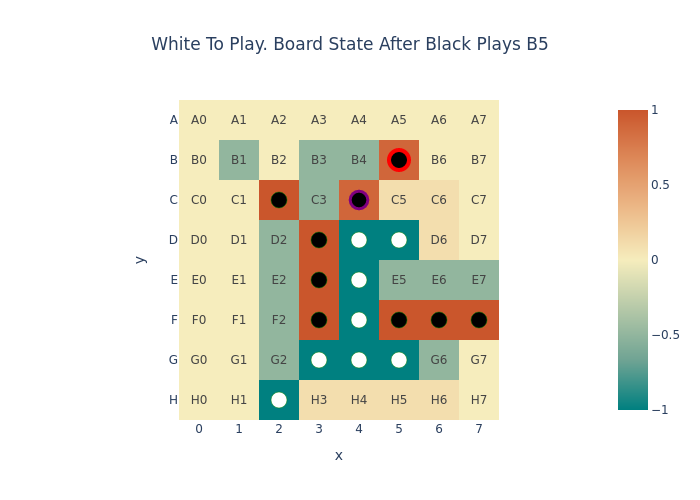 White To Play. Board State After Black Plays B5
A A0 A1 A2 A3 A4 A5 A6 A7
B B0 B1 B2 B3 B4 B6 B7
C C0 C1 C3 C5 C6 C7
D D0 D1 D2 D6 D7
E E0 E1 E2 E5 E6 E7
F F0 F1 F2
G G0 G1 G2 G6 G7
H H0 H1 H3 H4 H5 H6 H7
0 1 2 3 4 5 6 7
x
y
1
0.5
0
−0.5
−1